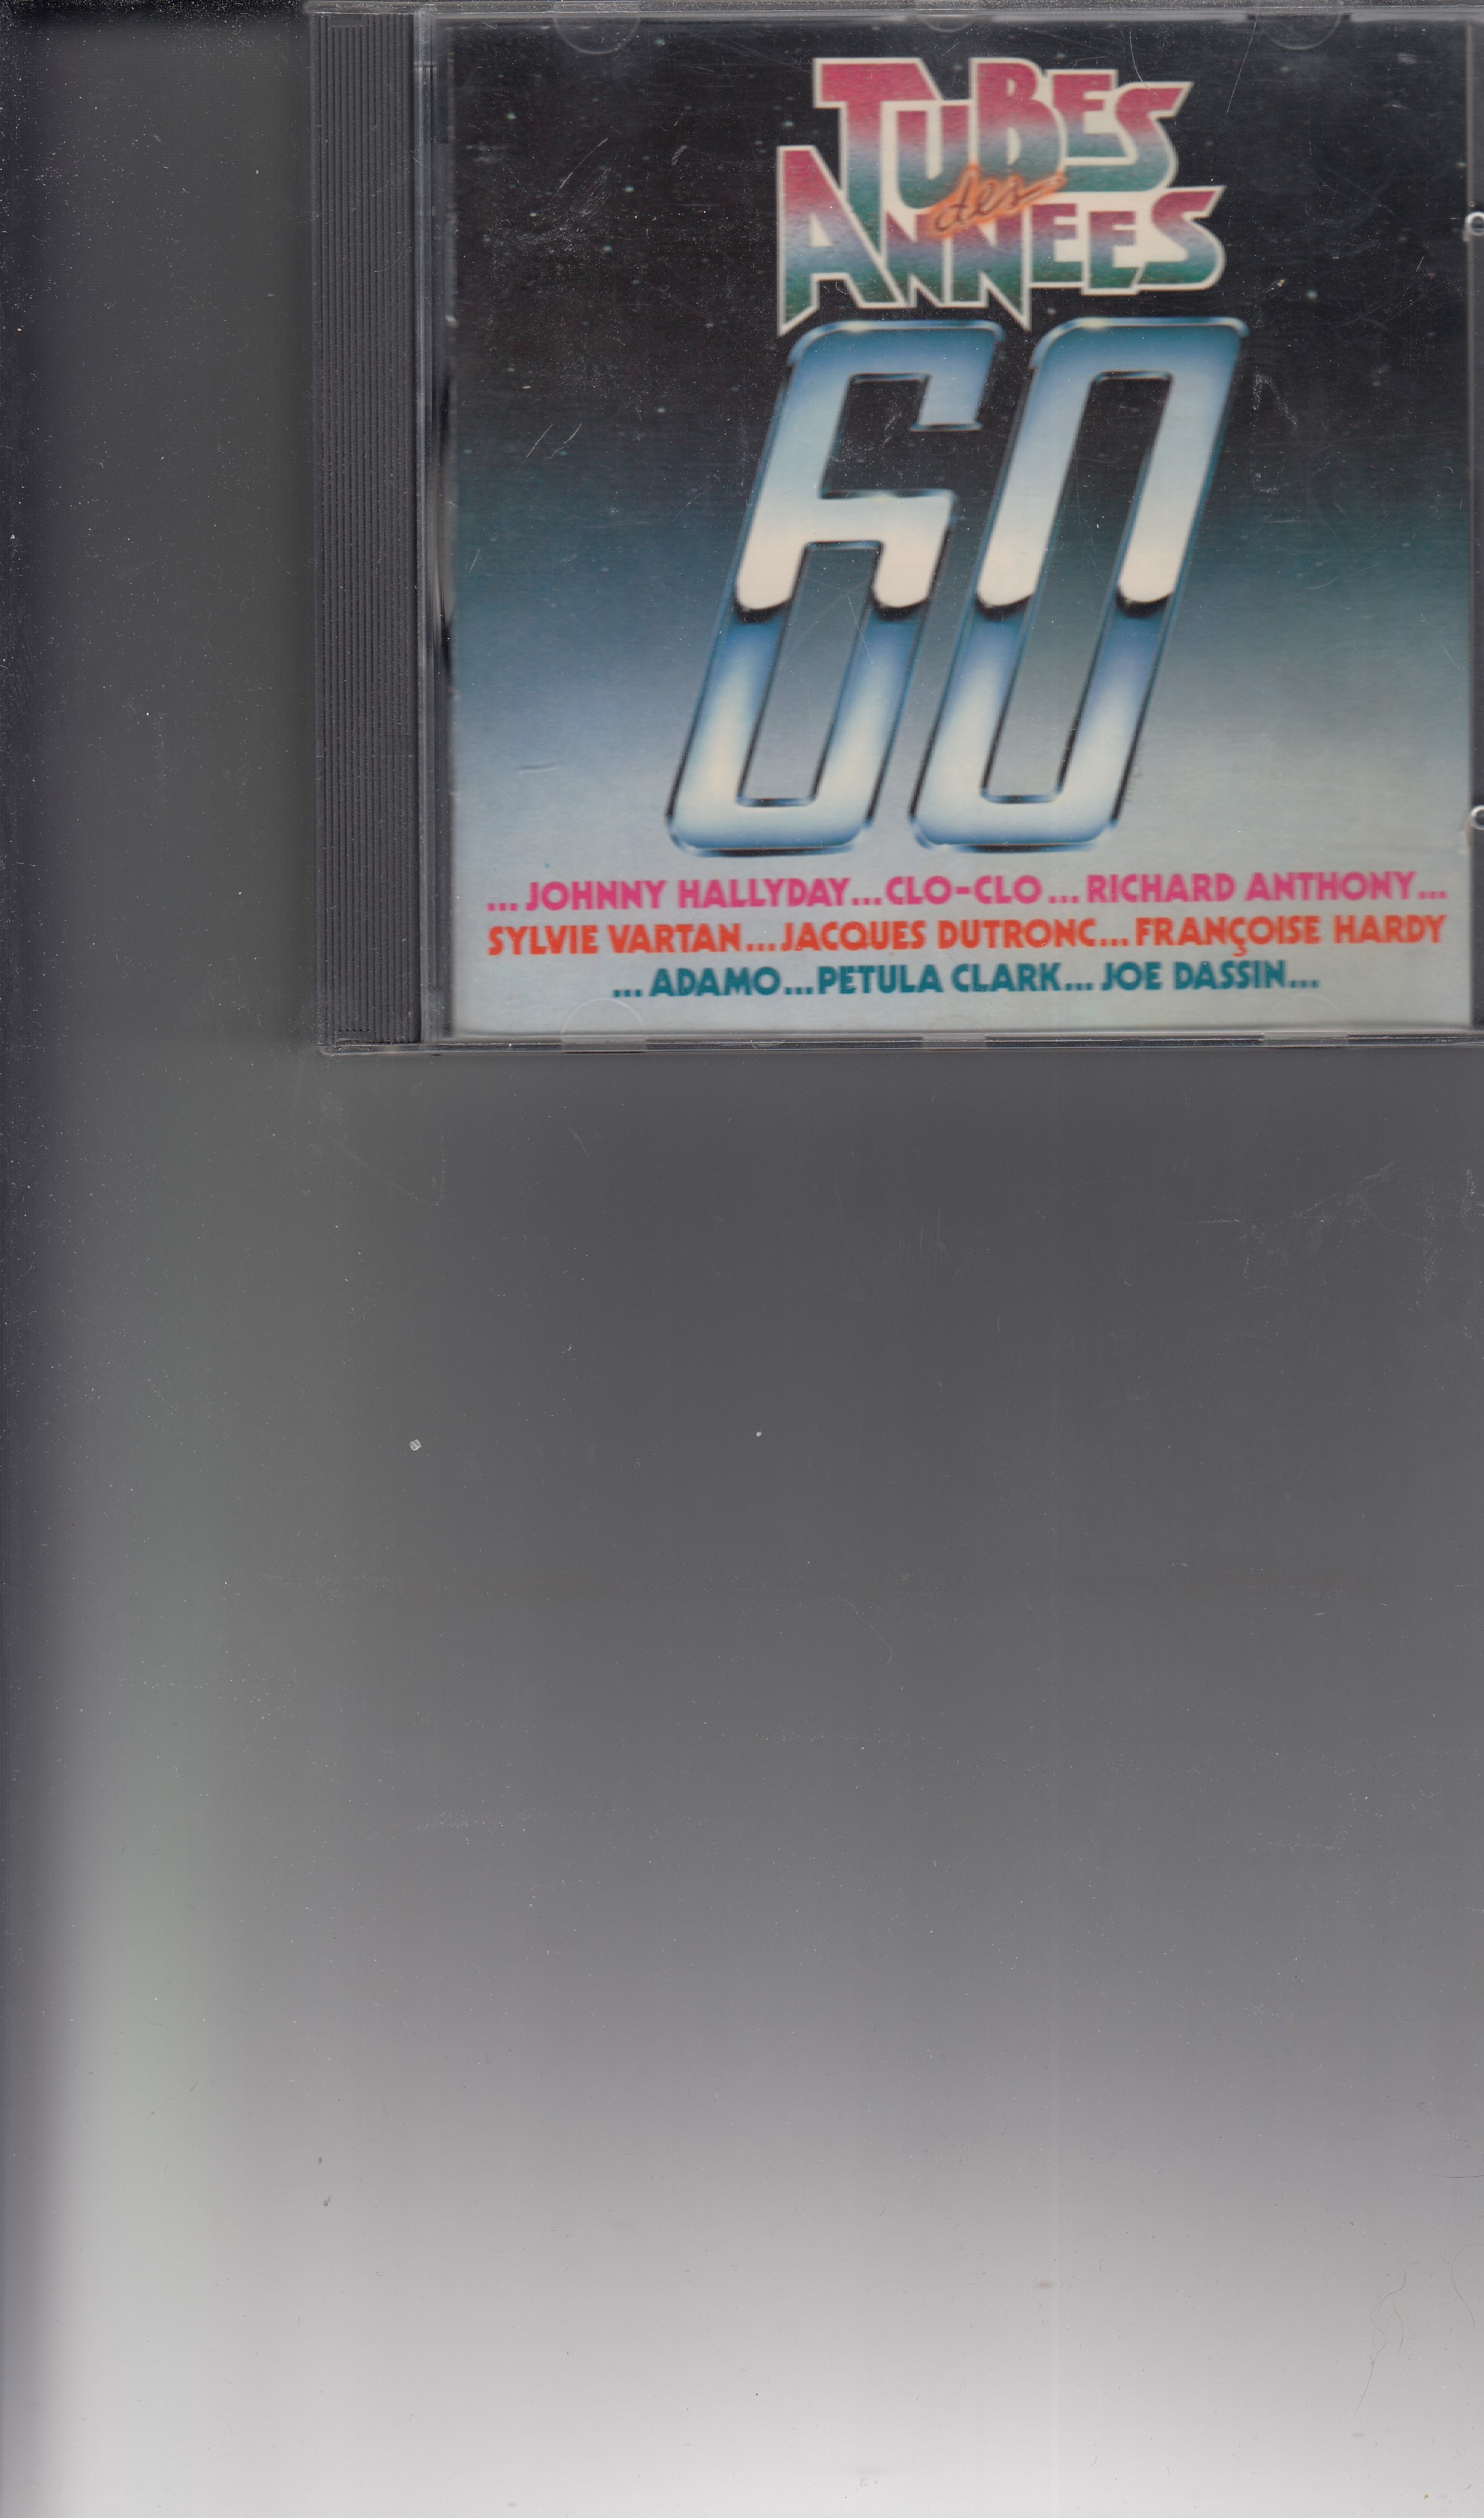 TUBES
des
ANNEES
60
...JOHNNY HALLYDAY...CLO-CLO...RICHARD ANTHONY...
SYLVIE VARTAN...JACQUES DUTRONC...FRANÇOISE HARDY
...ADAMO...PETULA CLARK...JOE DASSIN...